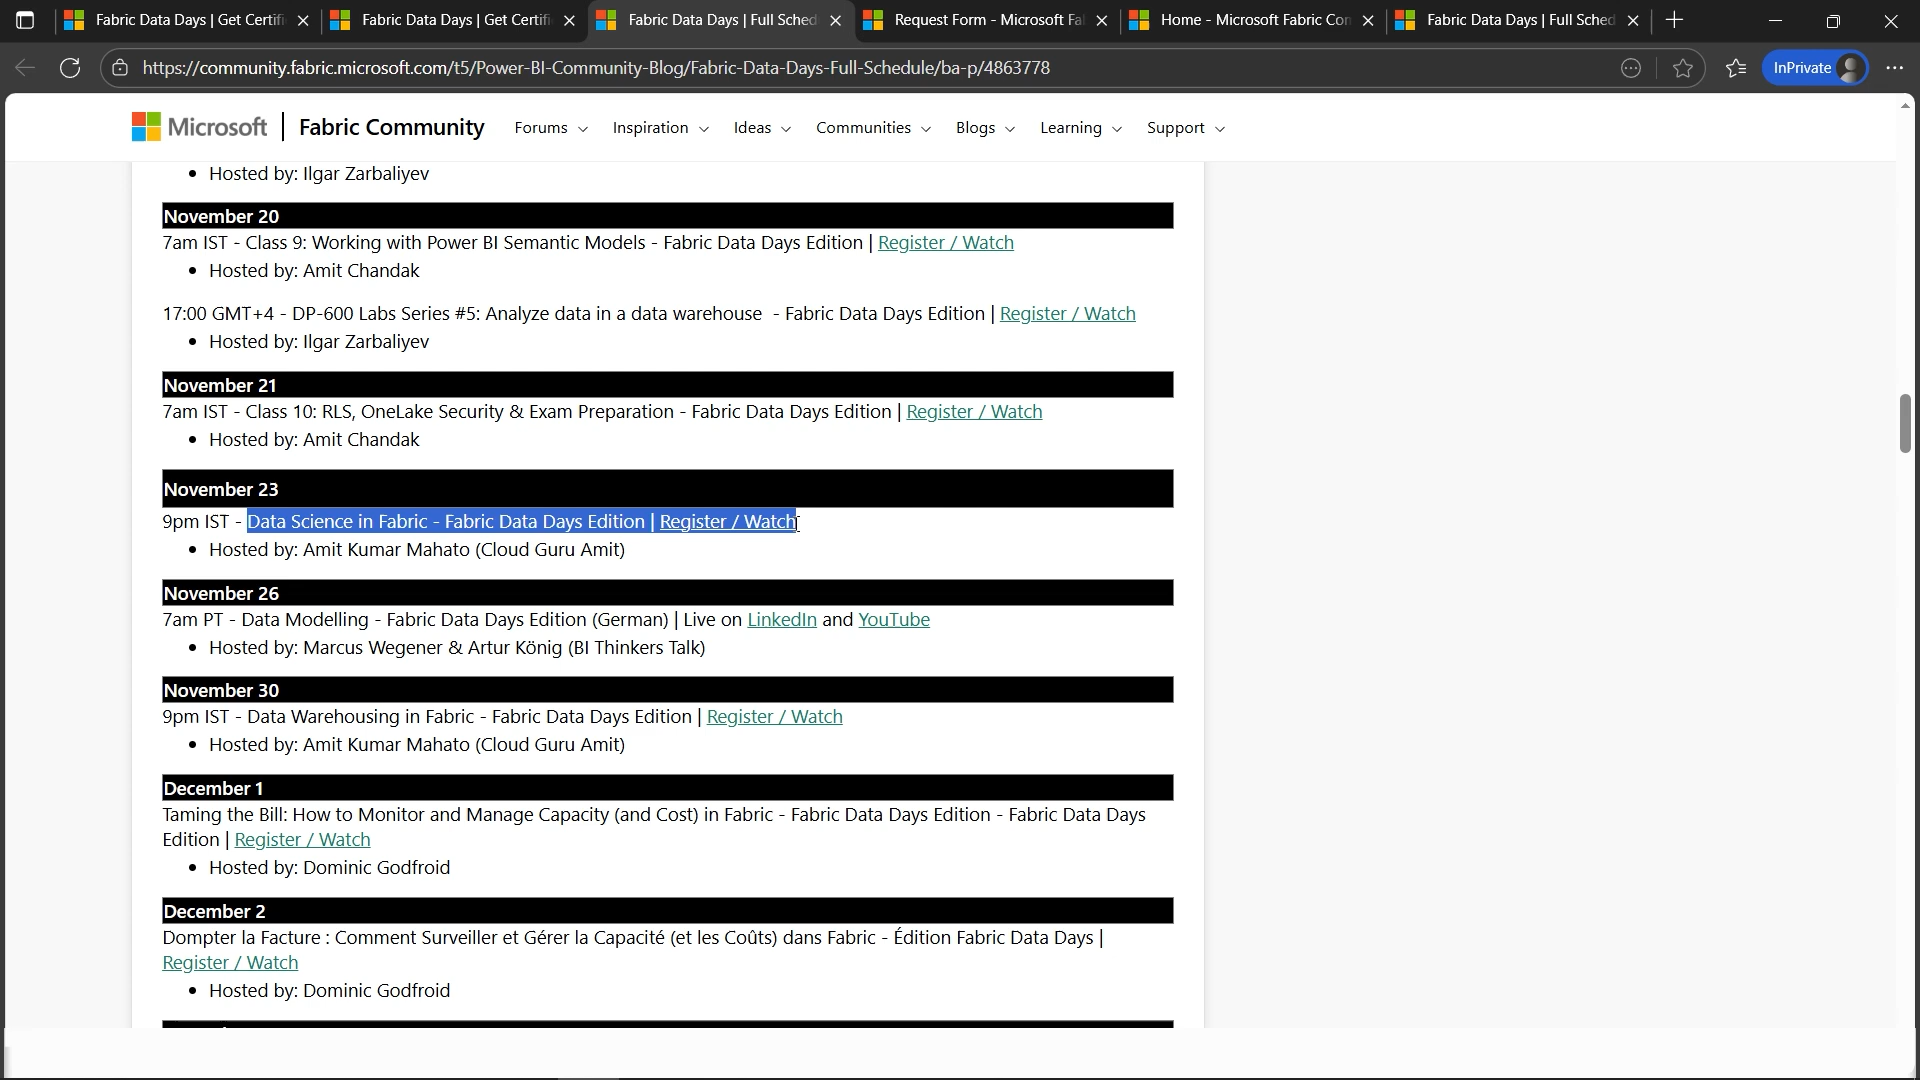 Fabric Data Days | Get Certifi
Fabric Data Days | Get Certifi
Fabric Data Days | Full Sched
Request Form - Microsoft Fa
Home - Microsoft Fabric Con
Fabric Data Days | Full Sched
https://community.fabric.microsoft.com/t5/Power-BI-Community-Blog/Fabric-Data-Days-Full-Schedule/ba-p/4863778
InPrivate
Microsoft | Fabric Community Forums Inspiration Ideas Communities Blogs Learning Support
• Hosted by: Ilgar Zarbaliyev
November 20
7am IST - Class 9: Working with Power BI Semantic Models - Fabric Data Days Edition | Register / Watch
• Hosted by: Amit Chandak
17:00 GMT+4 - DP-600 Labs Series #5: Analyze data in a data warehouse - Fabric Data Days Edition | Register / Watch
• Hosted by: Ilgar Zarbaliyev
November 21
7am IST - Class 10: RLS, OneLake Security & Exam Preparation - Fabric Data Days Edition | Register / Watch
• Hosted by: Amit Chandak
November 23
9pm IST - Data Science in Fabric - Fabric Data Days Edition | Register / Watch
• Hosted by: Amit Kumar Mahato (Cloud Guru Amit)
November 26
7am PT - Data Modelling - Fabric Data Days Edition (German) | Live on LinkedIn and YouTube
• Hosted by: Marcus Wegener & Artur König (BI Thinkers Talk)
November 30
9pm IST - Data Warehousing in Fabric - Fabric Data Days Edition | Register / Watch
• Hosted by: Amit Kumar Mahato (Cloud Guru Amit)
December 1
Taming the Bill: How to Monitor and Manage Capacity (and Cost) in Fabric - Fabric Data Days Edition - Fabric Data Days
Edition | Register / Watch
• Hosted by: Dominic Godfroid
December 2
Dompter la Facture : Comment Surveiller et Gérer la Capacité (et les Coûts) dans Fabric - Édition Fabric Data Days |
Register / Watch
• Hosted by: Dominic Godfroid